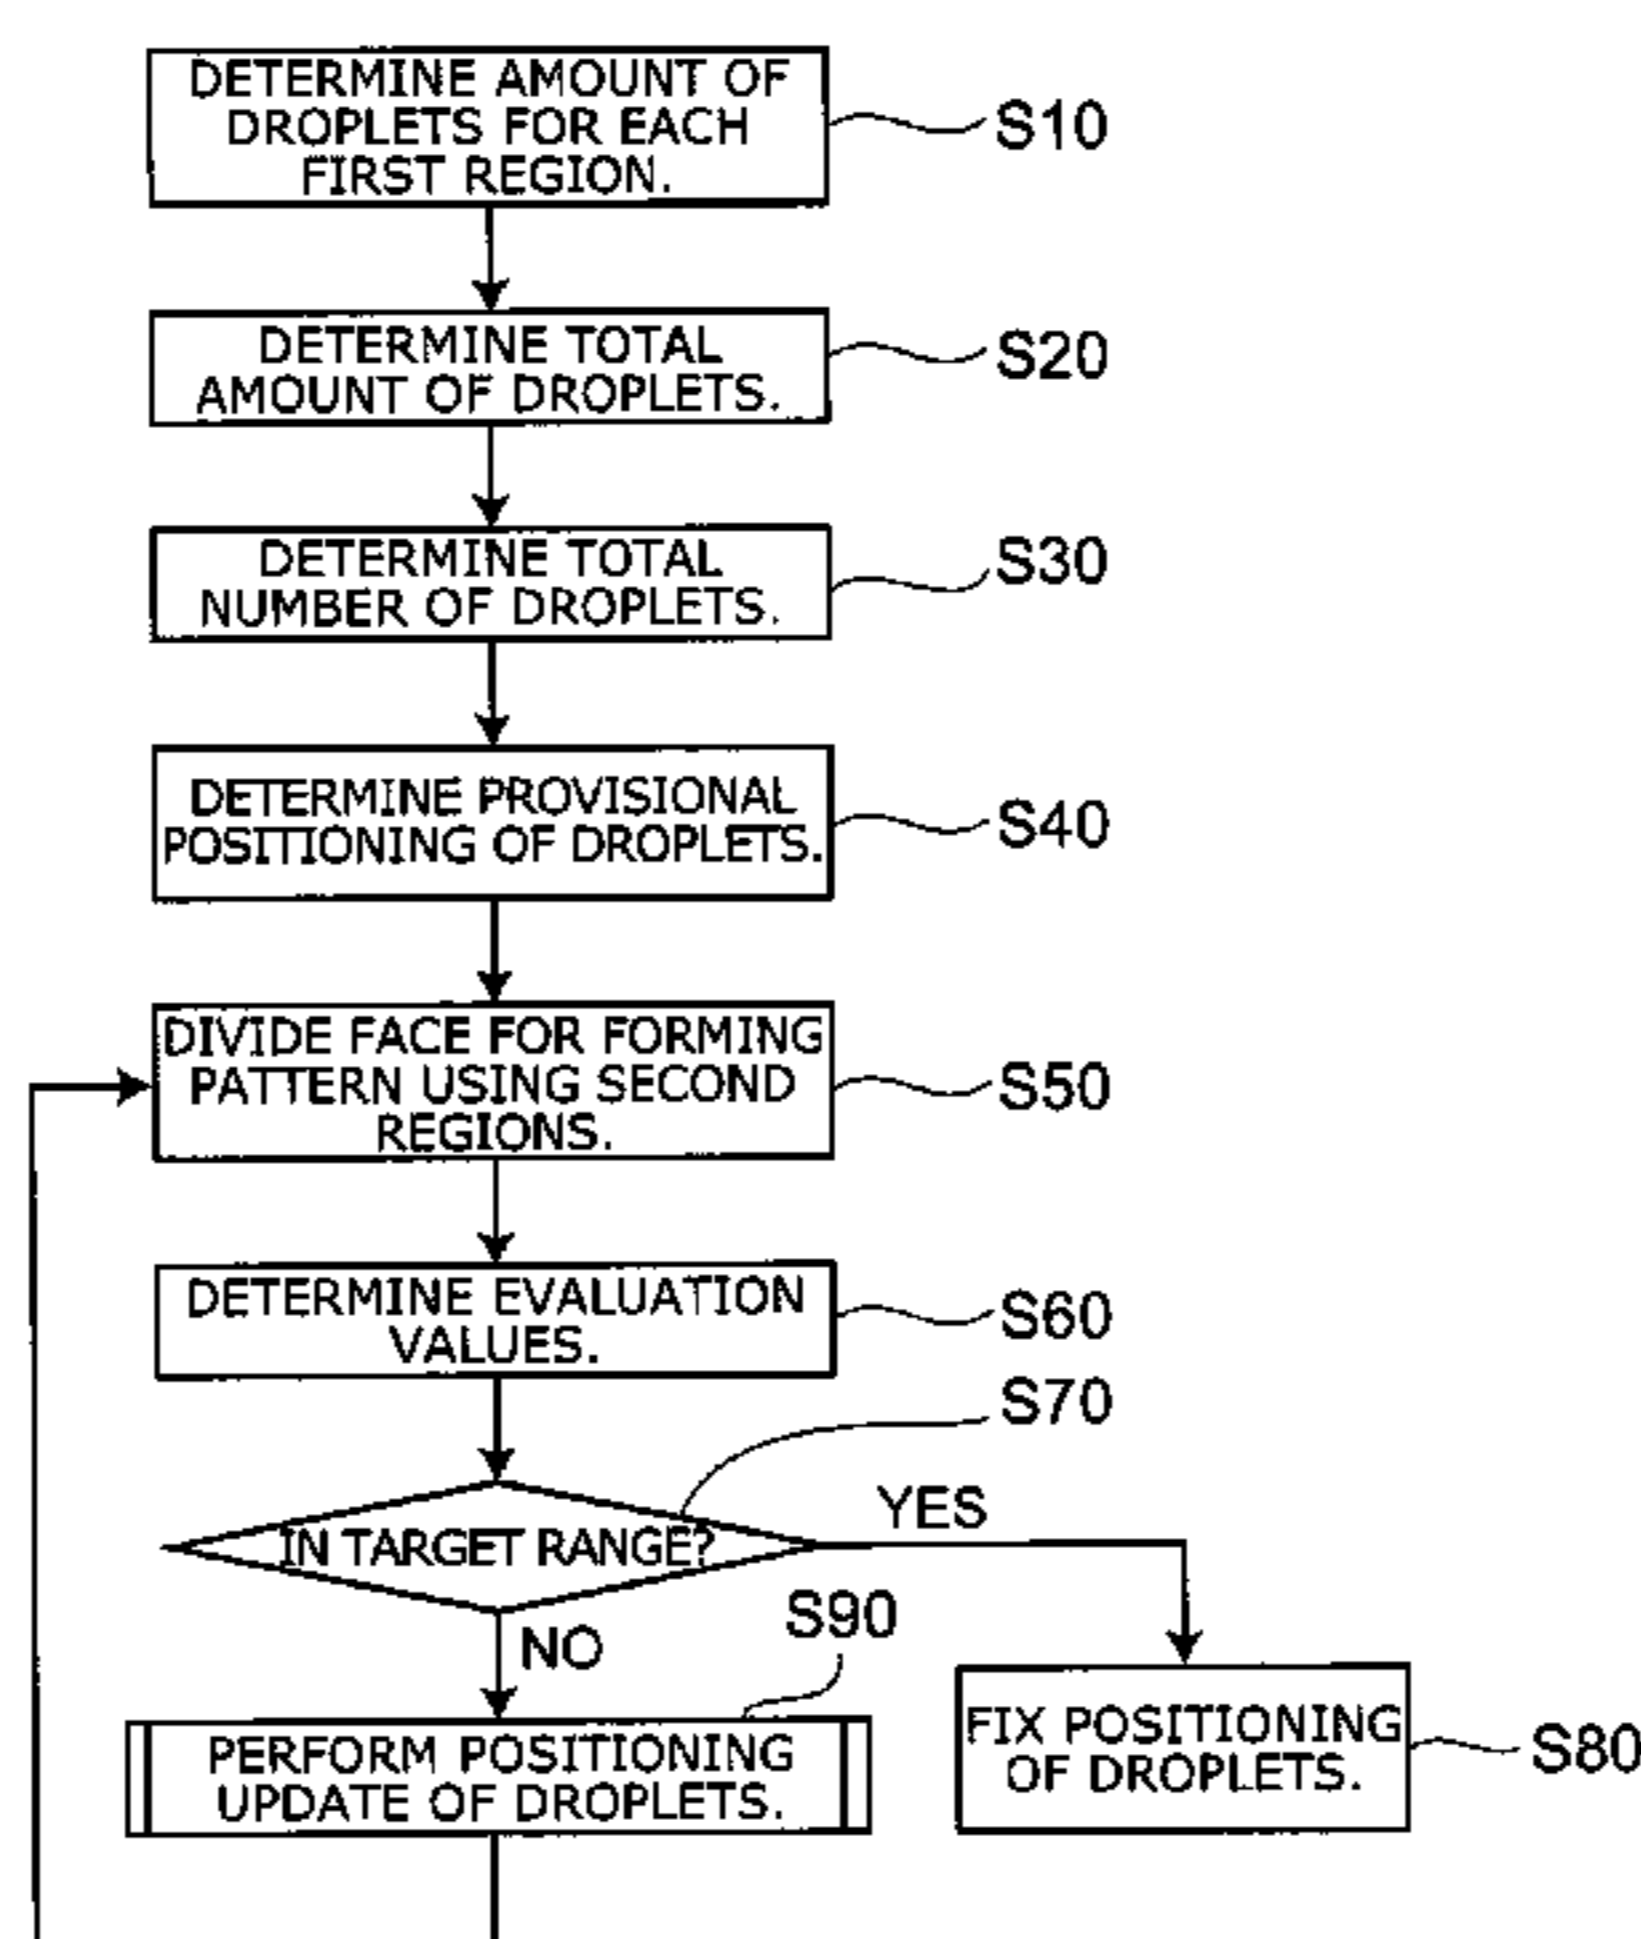 DETERMINE AMOUNT OF
DROPLETS FOR EACH
FIRST REGION.
S10
DETERMINE TOTAL
AMOUNT OF DROPLETS.
S20
DETERMINE TOTAL
NUMBER OF DROPLETS.
S30
DETERMINE PROVISIONAL
POSITIONING OF DROPLETS.
S40
DIVIDE FACE FOR FORMING
PATTERN USING SECOND
REGIONS.
S50
DETERMINE EVALUATION
VALUES.
S60
S70
IN TARGET RANGE?
YES
NO
S90
PERFORM POSITIONING
UPDATE OF DROPLETS.
FIX POSITIONING
OF DROPLETS.
S80